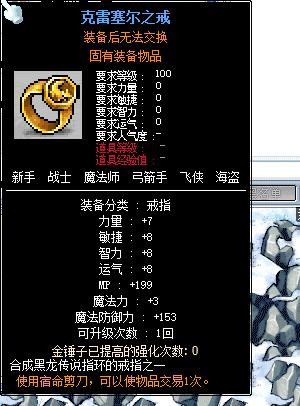 克雷塞尔之戒
装备后无法交换
固有装备物品
要求等级 : 100
要求力量 : 0
要求敏捷 : 0
要求智力 : 0
要求运气 : 0
要求人气度 : -
道具等级 : -
道具经验值 : -
新手 战士 魔法师 弓箭手 飞侠 海盗
装备分类 : 戒指
力量 : +7
敏捷 : +8
智力 : +8
运气 : +8
MP : +199
魔法力 : +3
魔法防御力 : +153
可升级次数 : 1回
金锤子已提高的强化次数: 0
合成黑龙传说指环的戒指之一
使用宿命剪刀，可以使物品交易1次。